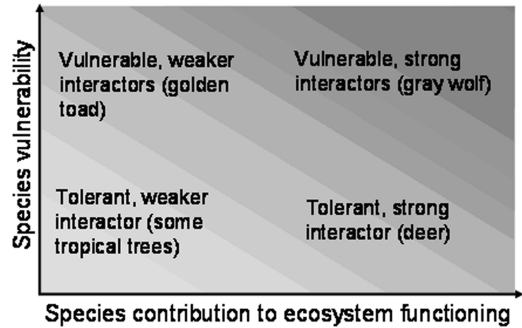 Species vulnerability
Vulnerable, weaker
interactors (golden
toad)
Vulnerable, strong
interactors (gray wolf)
Tolerant, weaker
interactor (some
tropical trees)
Tolerant, strong
interactor (deer)
Species contribution to ecosystem functioning